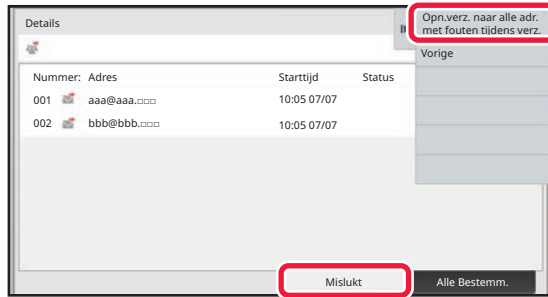 Details
Opn.verz. naar alle adr.
met fouten tijdens verz.
Vorige
Nummer: Adres Starttijd Status
001 aaa@aaa.□□□ 10:05 07/07
002 bbb@bbb.□□□ 10:05 07/07
Mislukt Alle Bestemm.